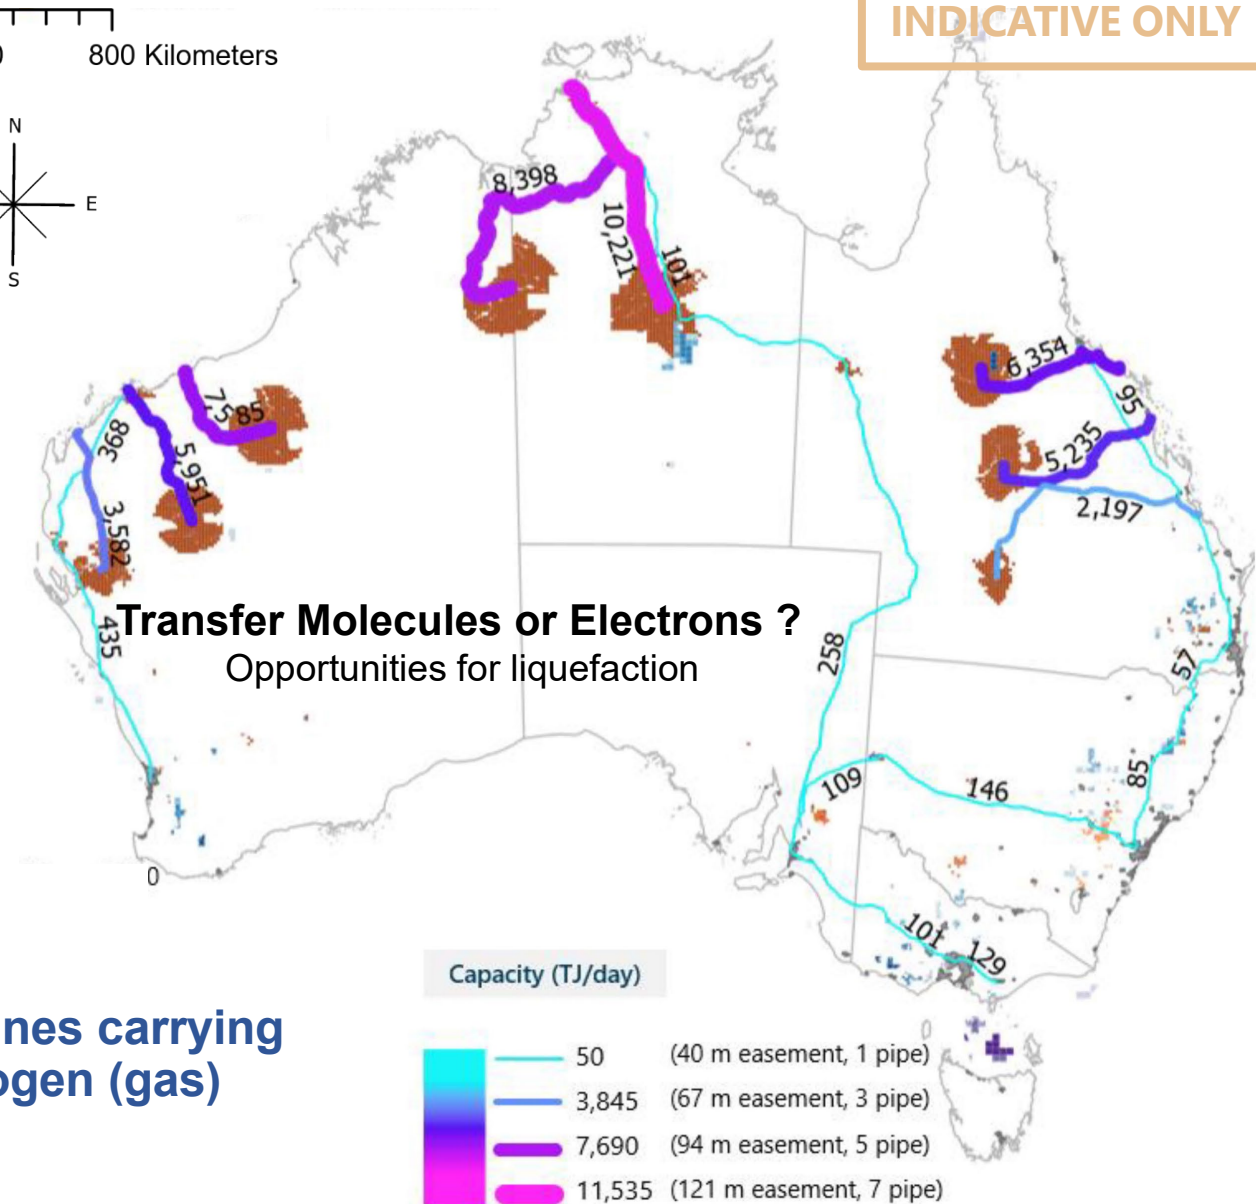 INDICATIVE ONLY
800 Kilometers
N
E
S
8,398
10,221
101
6,354
95
5,235
2,197
7,585
368
5,951
3,582
435
Transfer Molecules or Electrons ?
Opportunities for liquefaction
258
57
109
146
85
0
101
129
Capacity (TJ/day)
nes carrying
ogen (gas)
50 (40 m easement, 1 pipe)
3,845 (67 m easement, 3 pipe)
7,690 (94 m easement, 5 pipe)
11,535 (121 m easement, 7 pipe)